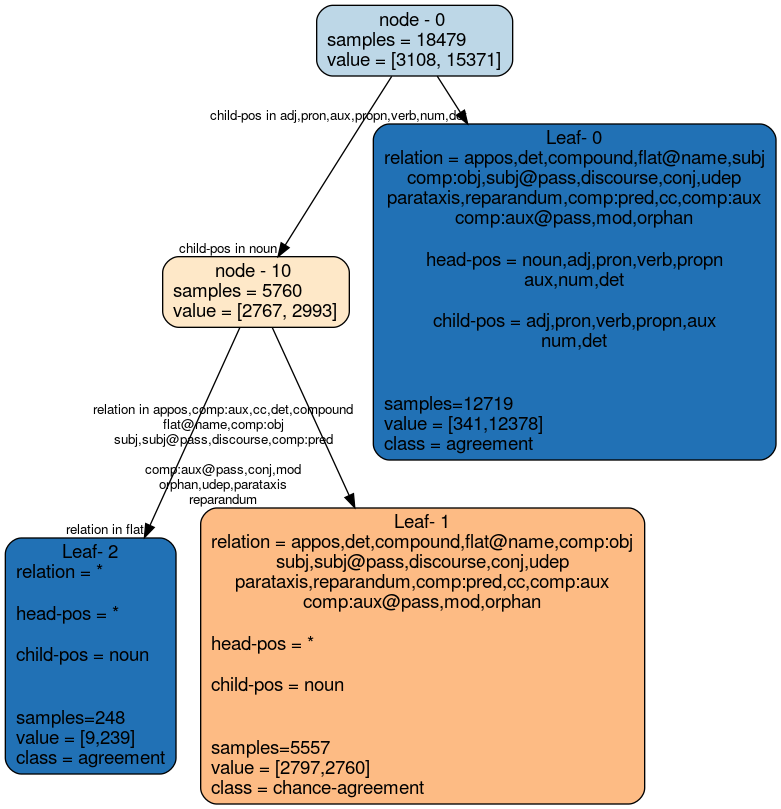 node - 0
samples = 18479
value = [3108, 15371]
child-pos in adj,pron,aux,propn,verb,num,de
Leaf- 0
relation = appos,det,compound,flat@name,subj
comp:obj,subj@pass,discourse,conj,udep
parataxis,reparandum,comp:pred,cc,comp:aux
comp:aux@pass,mod,orphan
head-pos = noun,adj,pron,verb,propn
aux,num,det
child-pos = adj,pron,verb,propn,aux
num,det
samples=12719
value = [341,12378]
class = agreement
child-pos in noun
node - 10
samples = 5760
value = [2767, 2993]
relation in appos,comp:aux,cc,det,compound
flat@name,comp:obj
subj,subj@pass,discourse,comp:pred
comp:aux@pass,conj,mod
orphan,udep,parataxis
reparandum
relation in flat
Leaf- 2
relation = *
head-pos = *
child-pos = noun
samples=248
value = [9,239]
class = agreement
Leaf- 1
relation = appos,det,compound,flat@name,comp:obj
subj,subj@pass,discourse,conj,udep
parataxis,reparandum,comp:pred,cc,comp:aux
comp:aux@pass,mod,orphan
head-pos = *
child-pos = noun
samples=5557
value = [2797,2760]
class = chance-agreement